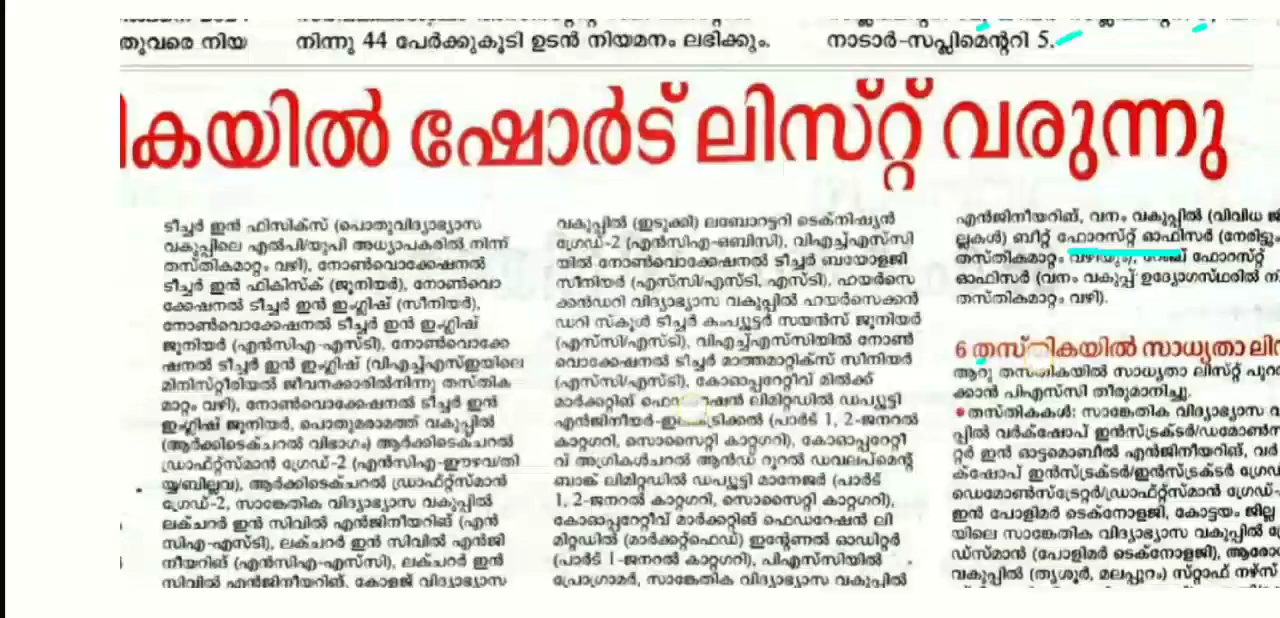 തുവരെ നിയ
നിന്നു 44 പേർക്കുകൂടി ഉടൻ നിയമനം ലഭിക്കും.
നാടാർ-സപ്ലിമെന്ററി 5.
ികയിൽ ഷോർട് ലിസ്റ്റ് വരുന്നു
ടീച്ചർ ഇൻ ഫിസിക്സ് (പൊതുവിദ്യാഭ്യാസ
വകുപ്പിലെ എൽപി/യുപി അധ്യാപകരിൽ നിന്ന്
തസ്തികമാറ്റം വഴി), നോൺവൊക്കേഷനൽ
ടീച്ചർ ഇൻ ഫികിസ്ക് (ജൂനിയർ), നോൺവൊ
ക്കേഷനൽ ടീച്ചർ ഇൻ ഇംഗ്ലിഷ് (സീനിയർ),
നോൺവൊക്കേഷനൽ ടീച്ചർ ഇൻ ഇംഗ്ലിഷ്
ജൂനിയർ (എൻസിഎ-എസ്ടി), നോൺവൊക്കേ
ഷനൽ ടീച്ചർ ഇൻ ഇംഗ്ലിഷ് (വിഎച്ച്എസ്ഇയിലെ
മിനിസ്റ്റീരിയൽ ജീവനക്കാരിൽനിന്നു തസ്തിക
മാറ്റം വഴി), നോൺവൊക്കേഷനൽ ടീച്ചർ ഇൻ
ഇംഗ്ലിഷ് ജൂനിയർ, പൊതുമരാമത്ത് വകുപ്പിൽ
(ആർക്കിടെക്ചറൽ വിഭാഗം) ആർക്കിടെക്ചറൽ
ഡ്രാഫ്റ്റ്സ്മാൻ ഗ്രേഡ്-2 (എൻസിഎ-ഈഴവ/തി
യ്യ/ബില്ലവ), ആർക്കിടെക്ചറൽ ഡ്രാഫ്റ്റ്സ്മാൻ
ഗ്രേഡ്-2, സാങ്കേതിക വിദ്യാഭ്യാസ വകുപ്പിൽ
ലക്ചറർ ഇൻ സിവിൽ എൻജിനീയറിങ് (എൻ
സിഎ-എസ്ടി), ലക്ചറർ ഇൻ സിവിൽ എൻജി
നീയറിങ് (എൻസിഎ-എസ്‌സി), ലക്ചറർ ഇൻ
സിവിൽ എൻജിനീയറിങ്, കോളജ് വിദ്യാഭ്യാസ
വകുപ്പിൽ (ഇടുക്കി) ലബോറട്ടറി ടെക്നിഷ്യൻ
ഗ്രേഡ്-2 (എൻസിഎ-ഒബിസി), വിഎച്ച്എസ്‌സി
യിൽ നോൺവൊക്കേഷനൽ ടീച്ചർ ബയോളജി
സീനിയർ (എസ്‌സി/എസ്ടി, എസ്ടി), ഹയർസെ
ക്കൻഡറി വിദ്യാഭ്യാസ വകുപ്പിൽ ഹയർസെക്കൻ
ഡറി സ്കൂൾ ടീച്ചർ കംപ്യൂട്ടർ സയൻസ് ജൂനിയർ
(എസ്‌സി/എസ്ടി), വിഎച്ച്എസ്‌സിയിൽ നോൺ
വൊക്കേഷനൽ ടീച്ചർ മാത്തമാറ്റിക്സ് സീനിയർ
(എസ്‌സി/എസ്ടി), കോഓപ്പറേറ്റീവ് മിൽക്ക്
മാർക്കറ്റിങ് ഫെഡറേഷൻ ലിമിറ്റഡിൽ ഡപ്യൂട്ടി
എൻജിനീയർ-ഇലക്ട്രിക്കൽ (പാർട് 1, 2-ജനറൽ
കാറ്റഗറി, സൊസൈറ്റി കാറ്റഗറി), കോഓപ്പറേറ്റീ
വ് അഗ്രികൾചറൽ ആൻഡ് റൂറൽ ഡവലപ്മെന്റ്
ബാങ്ക് ലിമിറ്റഡിൽ ഡപ്യൂട്ടി മാനേജർ (പാർട്
1, 2-ജനറൽ കാറ്റഗറി, സൊസൈറ്റി കാറ്റഗറി),
കോഓപ്പറേറ്റീവ് മാർക്കറ്റിങ് ഫെഡറേഷൻ ലി
മിറ്റഡിൽ (മാർക്കറ്റ്ഫെഡ്) ഇന്റേണൽ ഓഡിറ്റർ
(പാർട് 1-ജനറൽ കാറ്റഗറി), പിഎസ്‌സിയിൽ
പ്രോഗ്രാമർ, സാങ്കേതിക വിദ്യാഭ്യാസ വകുപ്പിൽ
എൻജിനീയറിങ്, വനം വകുപ്പിൽ (വിവിധ ജി
ല്ലകൾ) ബീറ്റ് ഫോറസ്റ്റ് ഓഫിസർ (നേരിട്ടും
തസ്തികമാറ്റം വഴിയും), റേഞ്ച് ഫോറസ്റ്റ്
ഓഫിസർ (വനം വകുപ്പ് ഉദ്യോഗസ്ഥരിൽ നി
തസ്തികമാറ്റം വഴി).
6 തസ്തികയിൽ സാധ്യതാ ലി
ആറു തസ്തികയിൽ സാധ്യതാ ലിസ്റ്റ് പുറ
ക്കാൻ പിഎസ്‌സി തീരുമാനിച്ചു.
● തസ്തികകൾ: സാങ്കേതിക വിദ്യാഭ്യാസ വ
പ്പിൽ വർക്‌ഷോപ് ഇൻസ്ട്രക്ടർ/ഡമോൺസ്
റ്റർ ഇൻ ഓട്ടമൊബീൽ എൻജിനീയറിങ്, വർ
ക്‌ഷോപ് ഇൻസ്ട്രക്ടർ/ഇൻസ്ട്രക്ടർ ഗ്രേഡ്
ഡെമോൺസ്ട്രേറ്റർ/ഡ്രാഫ്റ്റ്സ്മാൻ ഗ്രേഡ്-
ഇൻ പോളിമർ ടെക്നോളജി, കോട്ടയം ജില്ല
യിലെ സാങ്കേതിക വിദ്യാഭ്യാസ വകുപ്പിൽ
ഡ്സ്മാൻ (പോളിമർ ടെക്നോളജി), ആരോ
വകുപ്പിൽ (തൃശൂർ, മലപ്പുറം) സ്റ്റാഫ് നഴ്സ്